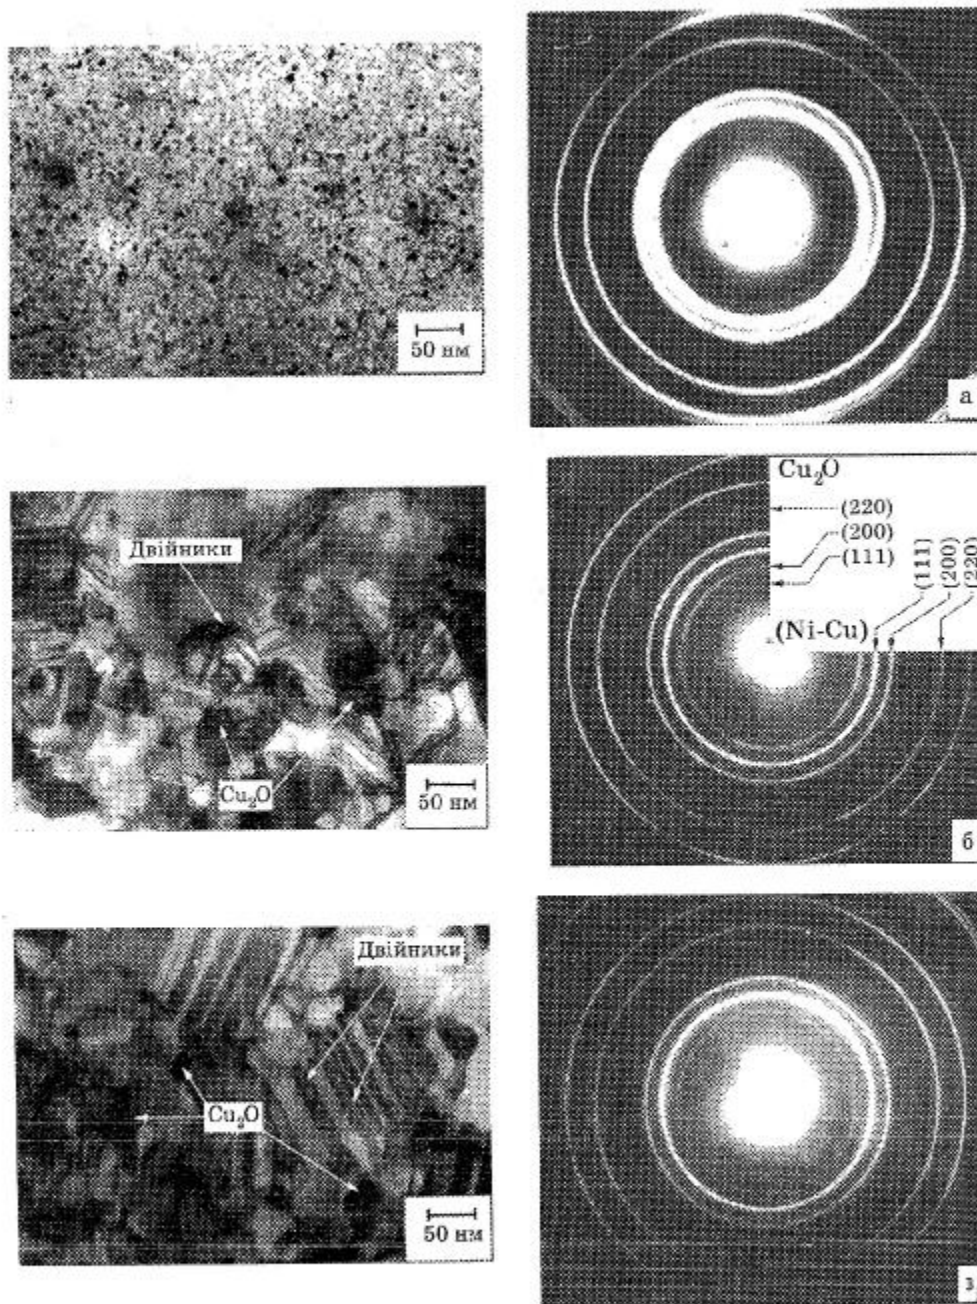 50 нм
а
Двійники
Cu₂O
50 нм
Cu₂O
(220)
(200)
(111)
(Ni-Cu)
(111)
(200)
(220)
б
Двійники
Cu₂O
50 нм
з